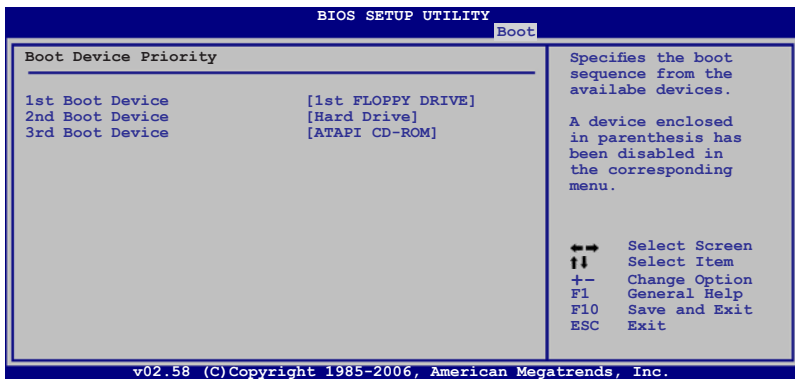 BIOS SETUP UTILITY
Boot
Boot Device Priority
1st Boot Device [1st FLOPPY DRIVE]
2nd Boot Device [Hard Drive]
3rd Boot Device [ATAPI CD-ROM]
Specifies the boot
sequence from the
availabe devices.
A device enclosed
in parenthesis has
been disabled in
the corresponding
menu.
←→ Select Screen
↑↓ Select Item
+- Change Option
F1 General Help
F10 Save and Exit
ESC Exit
v02.58 (C)Copyright 1985-2006, American Megatrends, Inc.